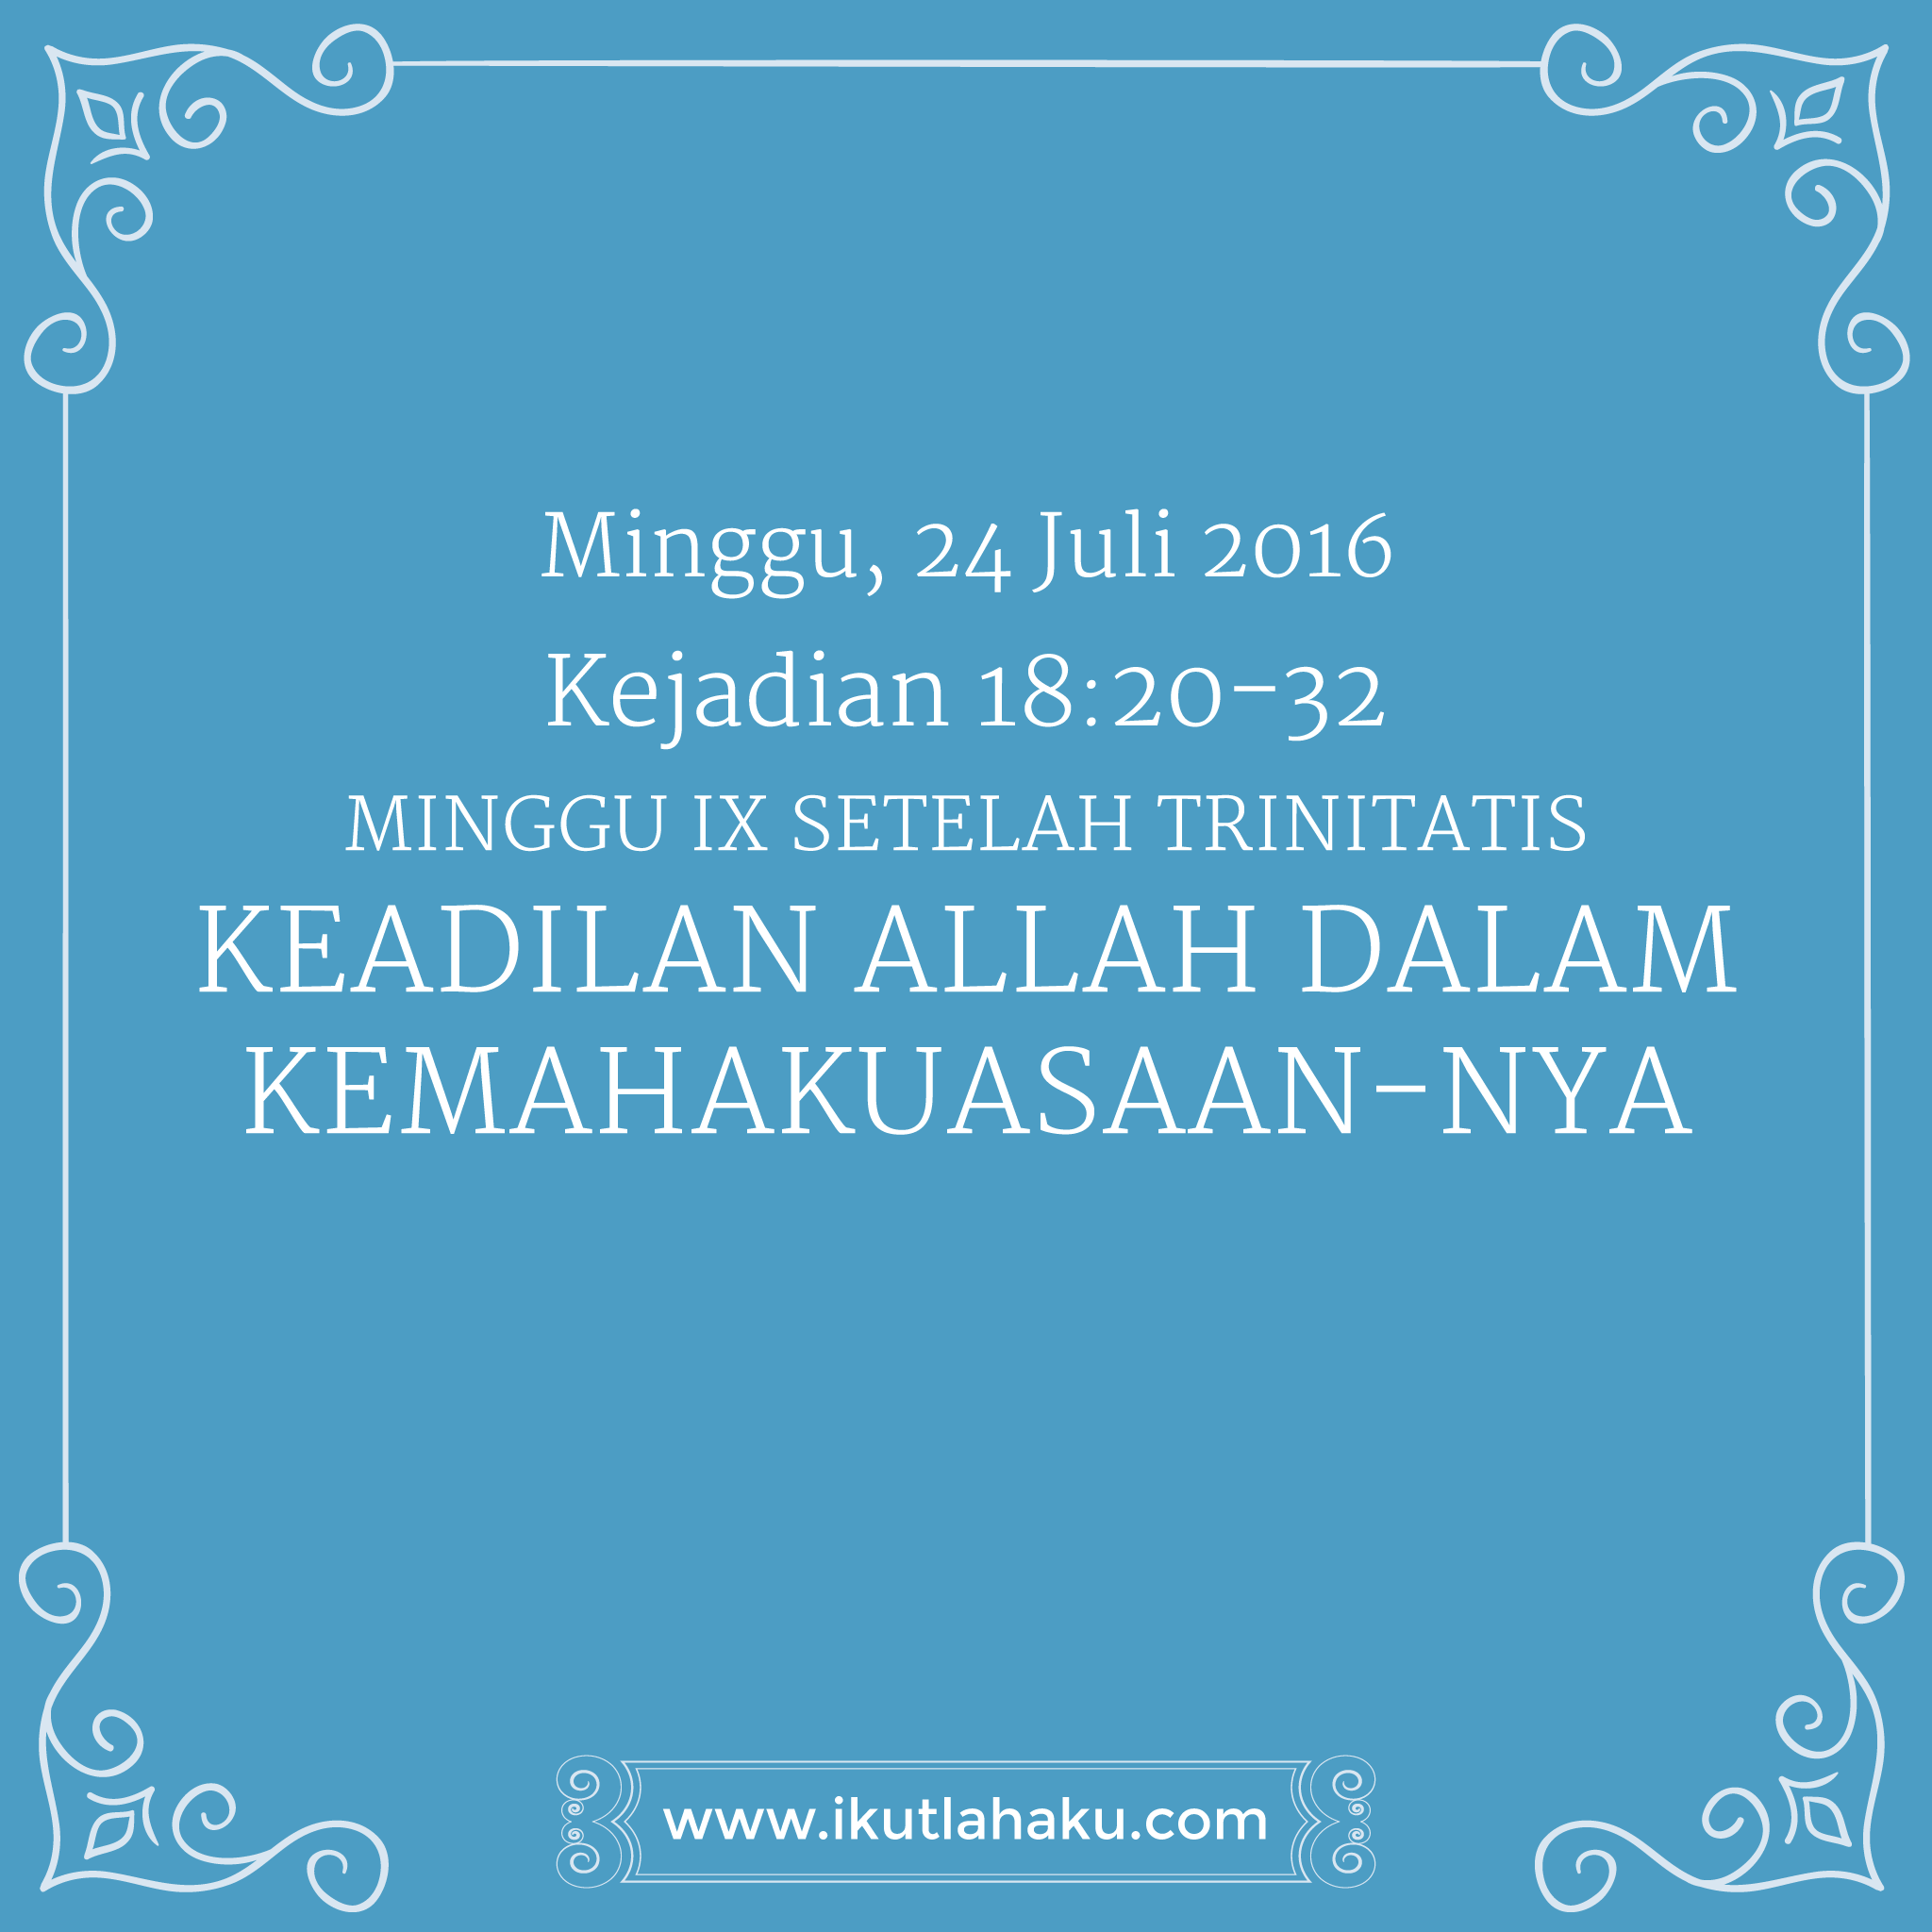 Minggu, 24 Juli 2016
Kejadian 18:20–32
MINGGU IX SETELAH TRINITATIS
KEADILAN ALLAH DALAM
KEMAHAKUASAAN-NYA
www.ikutlahaku.com